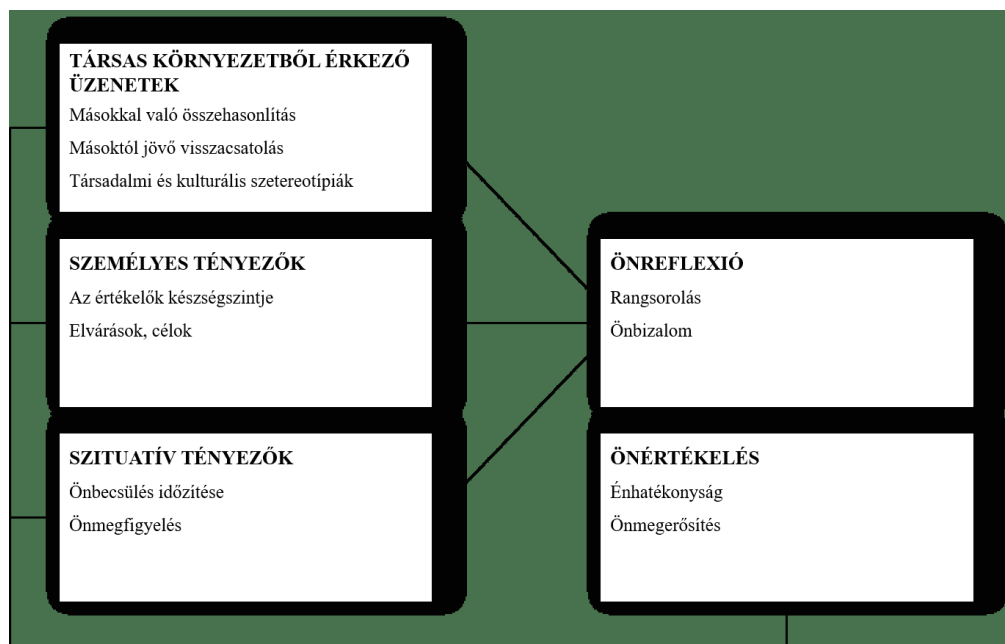 TÁRSAS KÖRNYEZETBŐL ÉRKEZŐ
ÜZENETEK
Másokkal való összehasonlítás
Másoktól jövő visszacsatolás
Társadalmi és kulturális szetereotípiák
SZEMÉLYES TÉNYEZŐK
Az értékelők készségszintje
Elvárások, célok
SZITUATÍV TÉNYEZŐK
Önbecsülés időzítése
Önmegfigyelés
ÖNREFLEXIÓ
Rangsorolás
Önbizalom
ÖNÉRTÉKELÉS
Énhatékonyság
Önmegerősítés